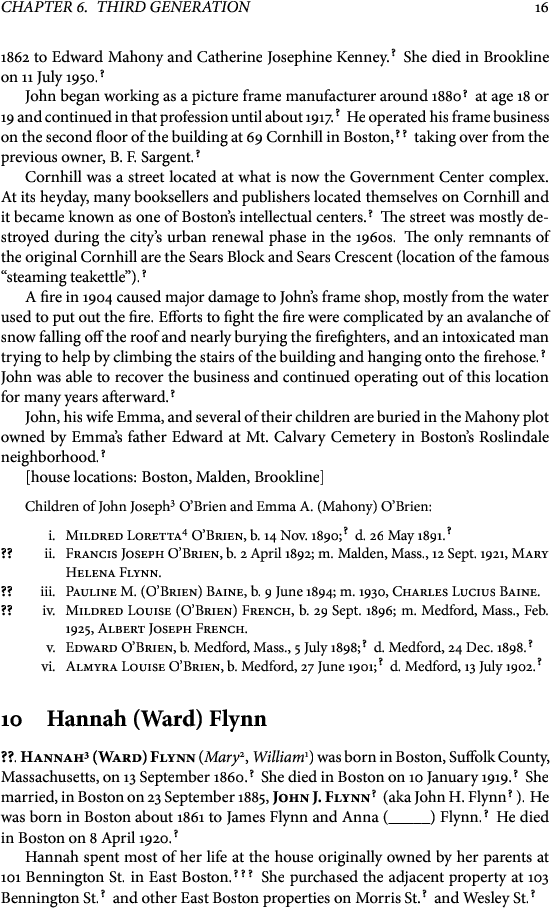 CHAPTER 6. THIRD GENERATION 16
1862 to Edward Mahony and Catherine Josephine Kenney.? She died in Brookline
on 11 July 1950.?
John began working as a picture frame manufacturer around 1880? at age 18 or
19 and continued in that profession until about 1917.? He operated his frame business
on the second floor of the building at 69 Cornhill in Boston,? ? taking over from the
previous owner, B. F. Sargent.?
Cornhill was a street located at what is now the Government Center complex.
At its heyday, many booksellers and publishers located themselves on Cornhill and
it became known as one of Boston's intellectual centers.? The street was mostly de-
stroyed during the city's urban renewal phase in the 1960s. The only remnants of
the original Cornhill are the Sears Block and Sears Crescent (location of the famous
"steaming teakettle").?
A fire in 1904 caused major damage to John's frame shop, mostly from the water
used to put out the fire. Efforts to fight the fire were complicated by an avalanche of
snow falling off the roof and nearly burying the firefighters, and an intoxicated man
trying to help by climbing the stairs of the building and hanging onto the firehose.?
John was able to recover the business and continued operating out of this location
for many years afterward.?
John, his wife Emma, and several of their children are buried in the Mahony plot
owned by Emma's father Edward at Mt. Calvary Cemetery in Boston's Roslindale
neighborhood.?
[house locations: Boston, Malden, Brookline]
Children of John Joseph³ O'Brien and Emma A. (Mahony) O'Brien:
i. Mildred Loretta⁴ O'Brien, b. 14 Nov. 1890;? d. 26 May 1891.?
?? ii. Francis Joseph O'Brien, b. 2 April 1892; m. Malden, Mass., 12 Sept. 1921, Mary
Helena Flynn.
?? iii. Pauline M. (O'Brien) Baine, b. 9 June 1894; m. 1930, Charles Lucius Baine.
?? iv. Mildred Louise (O'Brien) French, b. 29 Sept. 1896; m. Medford, Mass., Feb.
1925, Albert Joseph French.
v. Edward O'Brien, b. Medford, Mass., 5 July 1898;? d. Medford, 24 Dec. 1898.?
vi. Almyra Louise O'Brien, b. Medford, 27 June 1901;? d. Medford, 13 July 1902.?
10 Hannah (Ward) Flynn
??. Hannah³ (Ward) Flynn (Mary², William¹) was born in Boston, Suffolk County,
Massachusetts, on 13 September 1860.? She died in Boston on 10 January 1919.? She
married, in Boston on 23 September 1885, John J. Flynn? (aka John H. Flynn? ). He
was born in Boston about 1861 to James Flynn and Anna (_____) Flynn.? He died
in Boston on 8 April 1920.?
Hannah spent most of her life at the house originally owned by her parents at
101 Bennington St. in East Boston.? ? ? She purchased the adjacent property at 103
Bennington St.? and other East Boston properties on Morris St.? and Wesley St.?